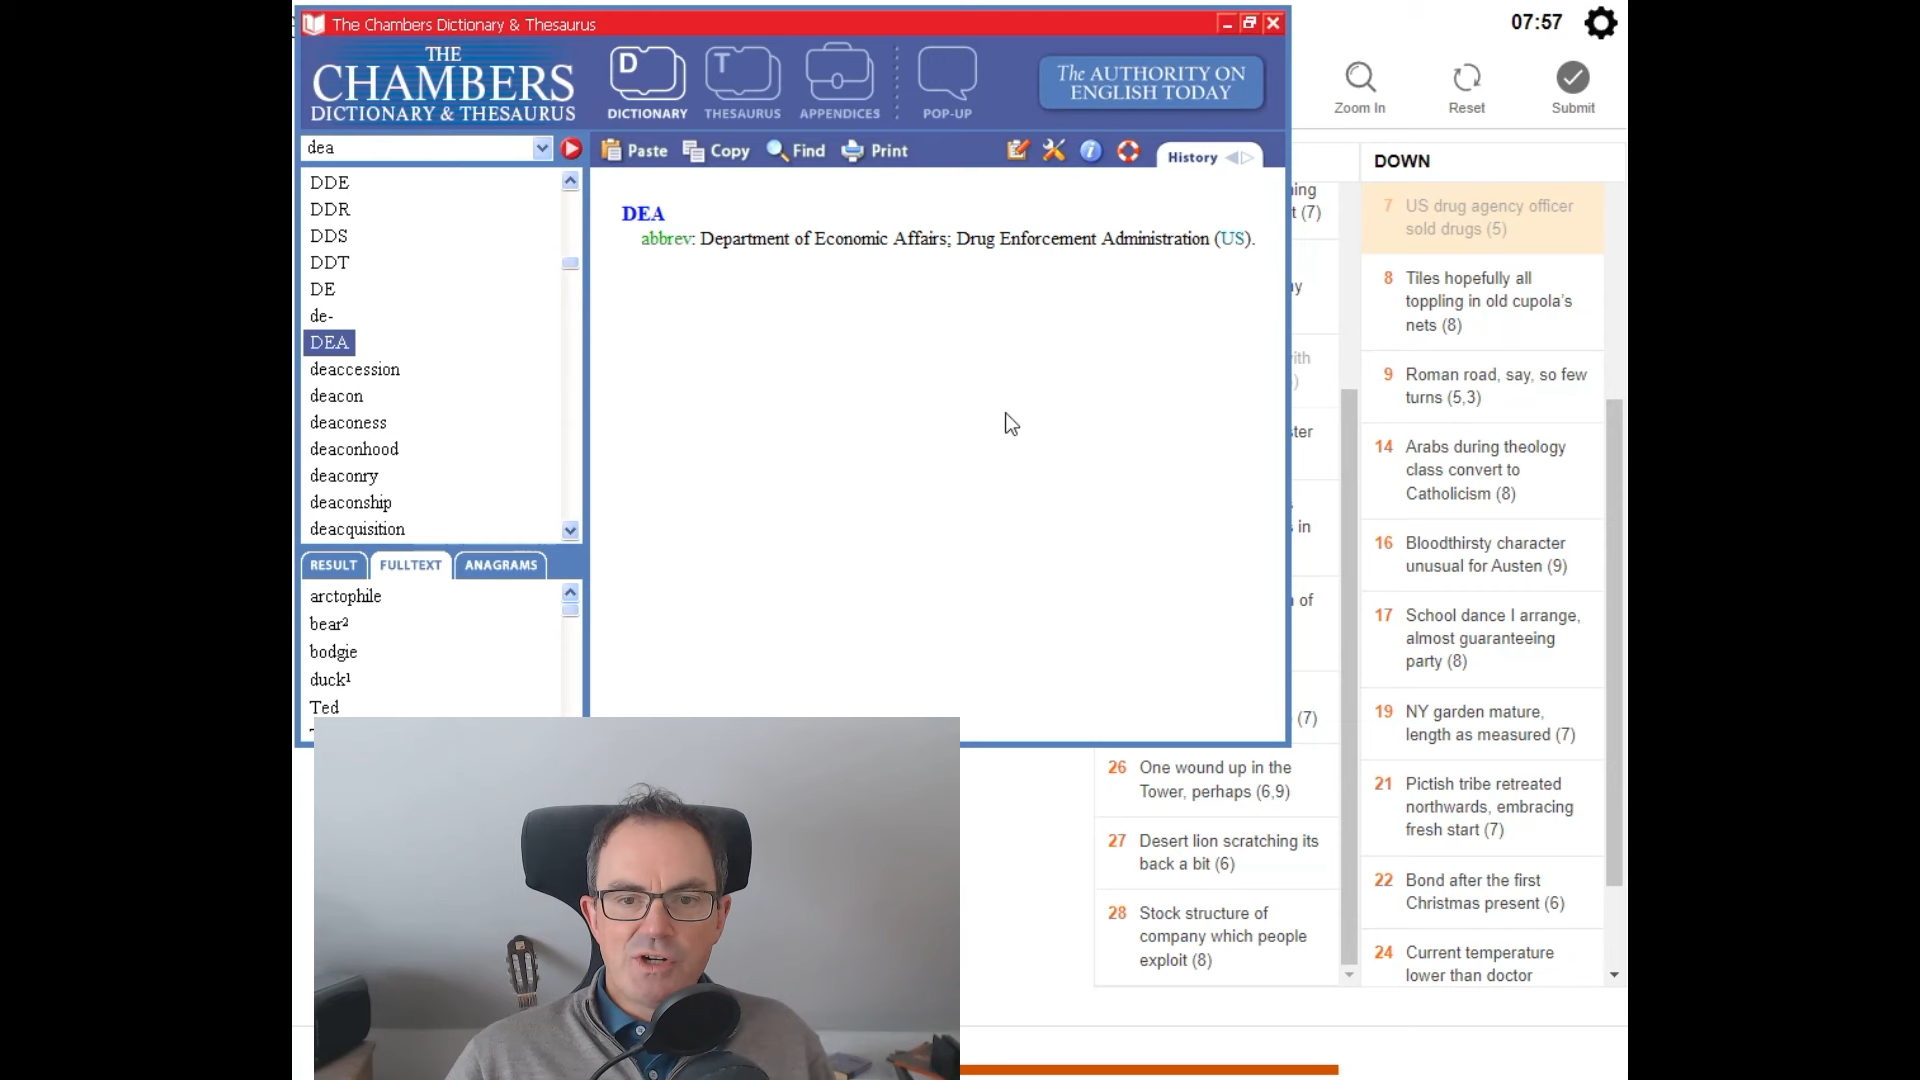 The Chambers Dictionary & Thesaurus
07:57
THE
CHAMBERS
DICTIONARY & THESAURUS
D
DICTIONARY
T
THESAURUS
APPENDICES
POP-UP
The AUTHORITY ON
ENGLISH TODAY
Zoom In
Reset
Submit
dea
Paste
Copy
Find
Print
History
DDE
DDR
DDS
DDT
DE
de-
DEA
deaccession
deacon
deaconess
deaconhood
deaconry
deaconship
deacquisition
RESULT
FULLTEXT
ANAGRAMS
arctophile
bear²
bodgie
duck¹
Ted
DEA
abbrev: Department of Economic Affairs; Drug Enforcement Administration (US).
ing
t (7)
y
ith
)
ster
in
of
(7)
26 One wound up in the
Tower, perhaps (6,9)
27 Desert lion scratching its
back a bit (6)
28 Stock structure of
company which people
exploit (8)
DOWN
7 US drug agency officer
sold drugs (5)
8 Tiles hopefully all
toppling in old cupola's
nets (8)
9 Roman road, say, so few
turns (5,3)
14 Arabs during theology
class convert to
Catholicism (8)
16 Bloodthirsty character
unusual for Austen (9)
17 School dance I arrange,
almost guaranteeing
party (8)
19 NY garden mature,
length as measured (7)
21 Pictish tribe retreated
northwards, embracing
fresh start (7)
22 Bond after the first
Christmas present (6)
24 Current temperature
lower than doctor